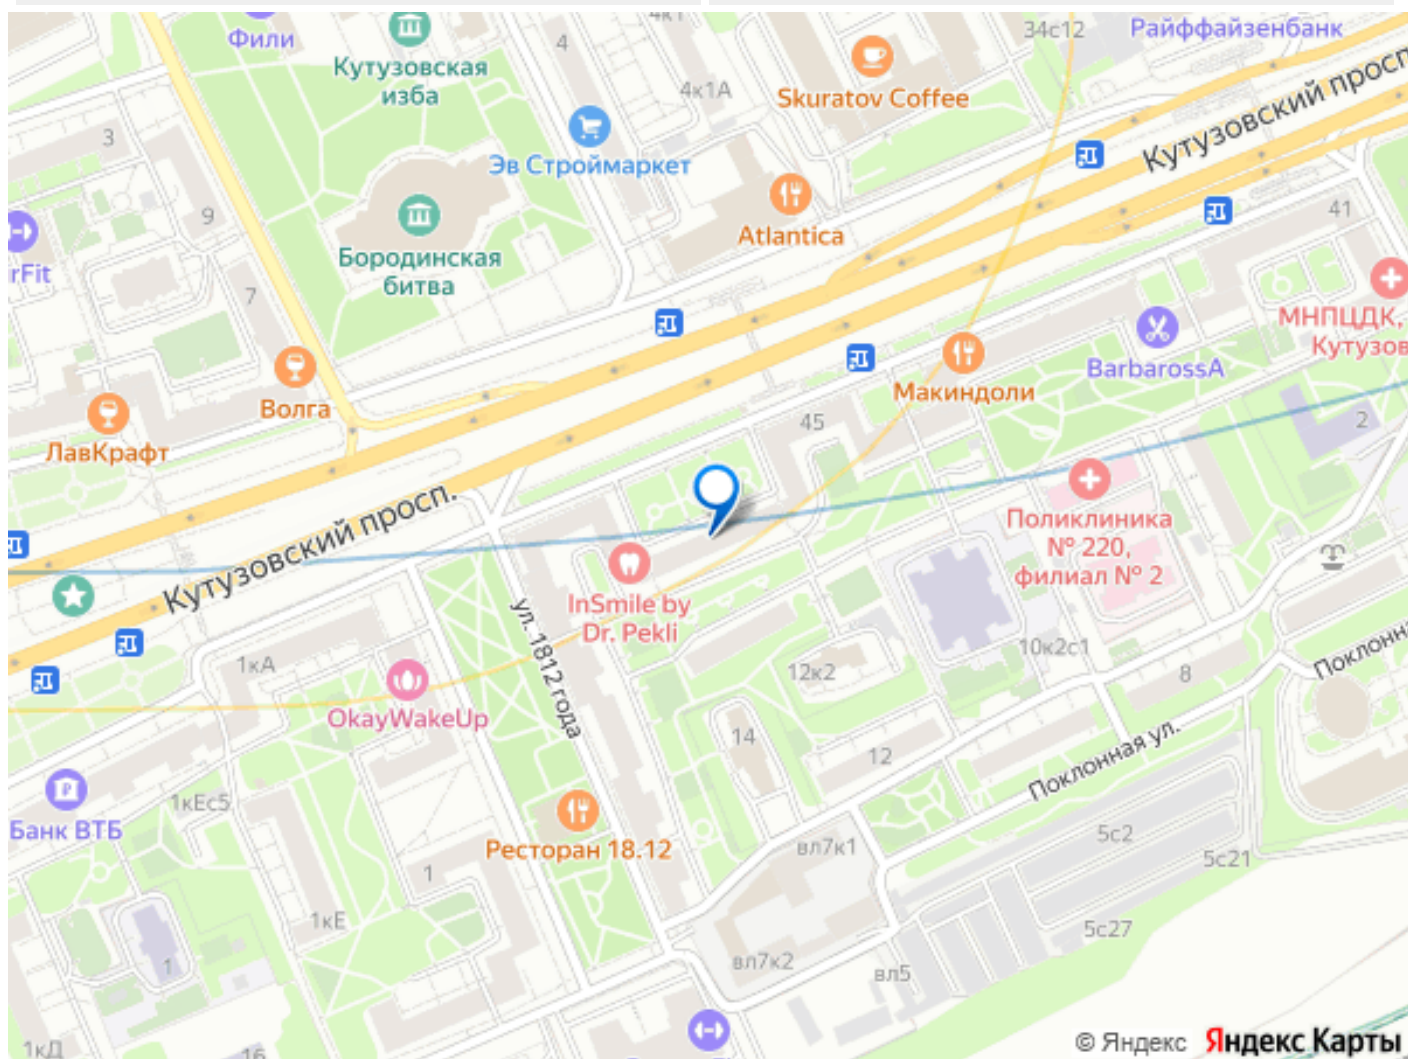 4к1
34с12
Райффайзенбанк
Фили
4
Кутузовская
изба
4к1А
Skuratov Coffee
Кутузовский просп
3
Эв Строймаркет
9
41
Atlantica
Бородинская
битва
rFit
7
МНПЦДК,
Кутузов
BarbarossA
Макиндоли
Волга
45
2
ЛавКрафт
Кутузовский просп.
Поликлиника
№ 220,
филиал № 2
InSmile by
Dr. Pekli
ул. 1812 года
1кА
12к2
10к2с1
8
Поклонн
OkayWakeUp
14
12
Поклонная ул.
1кЕс5
Банк ВТБ
Ресторан 18.12
вл7к1
5с2
5с21
1
1кЕ
5с27
1
вл7к2
вл5
1кД
16
© Яндекс Яндекс Карты